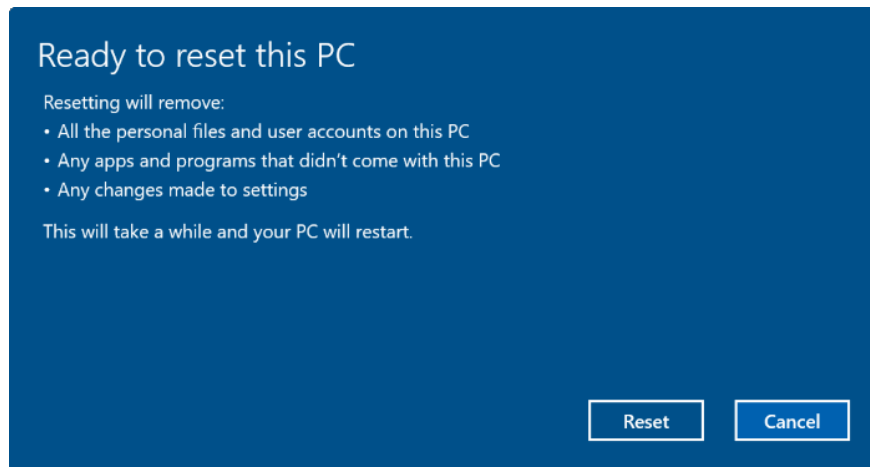 Ready to reset this PC
Resetting will remove:
• All the personal files and user accounts on this PC
• Any apps and programs that didn't come with this PC
• Any changes made to settings
This will take a while and your PC will restart.
Reset
Cancel